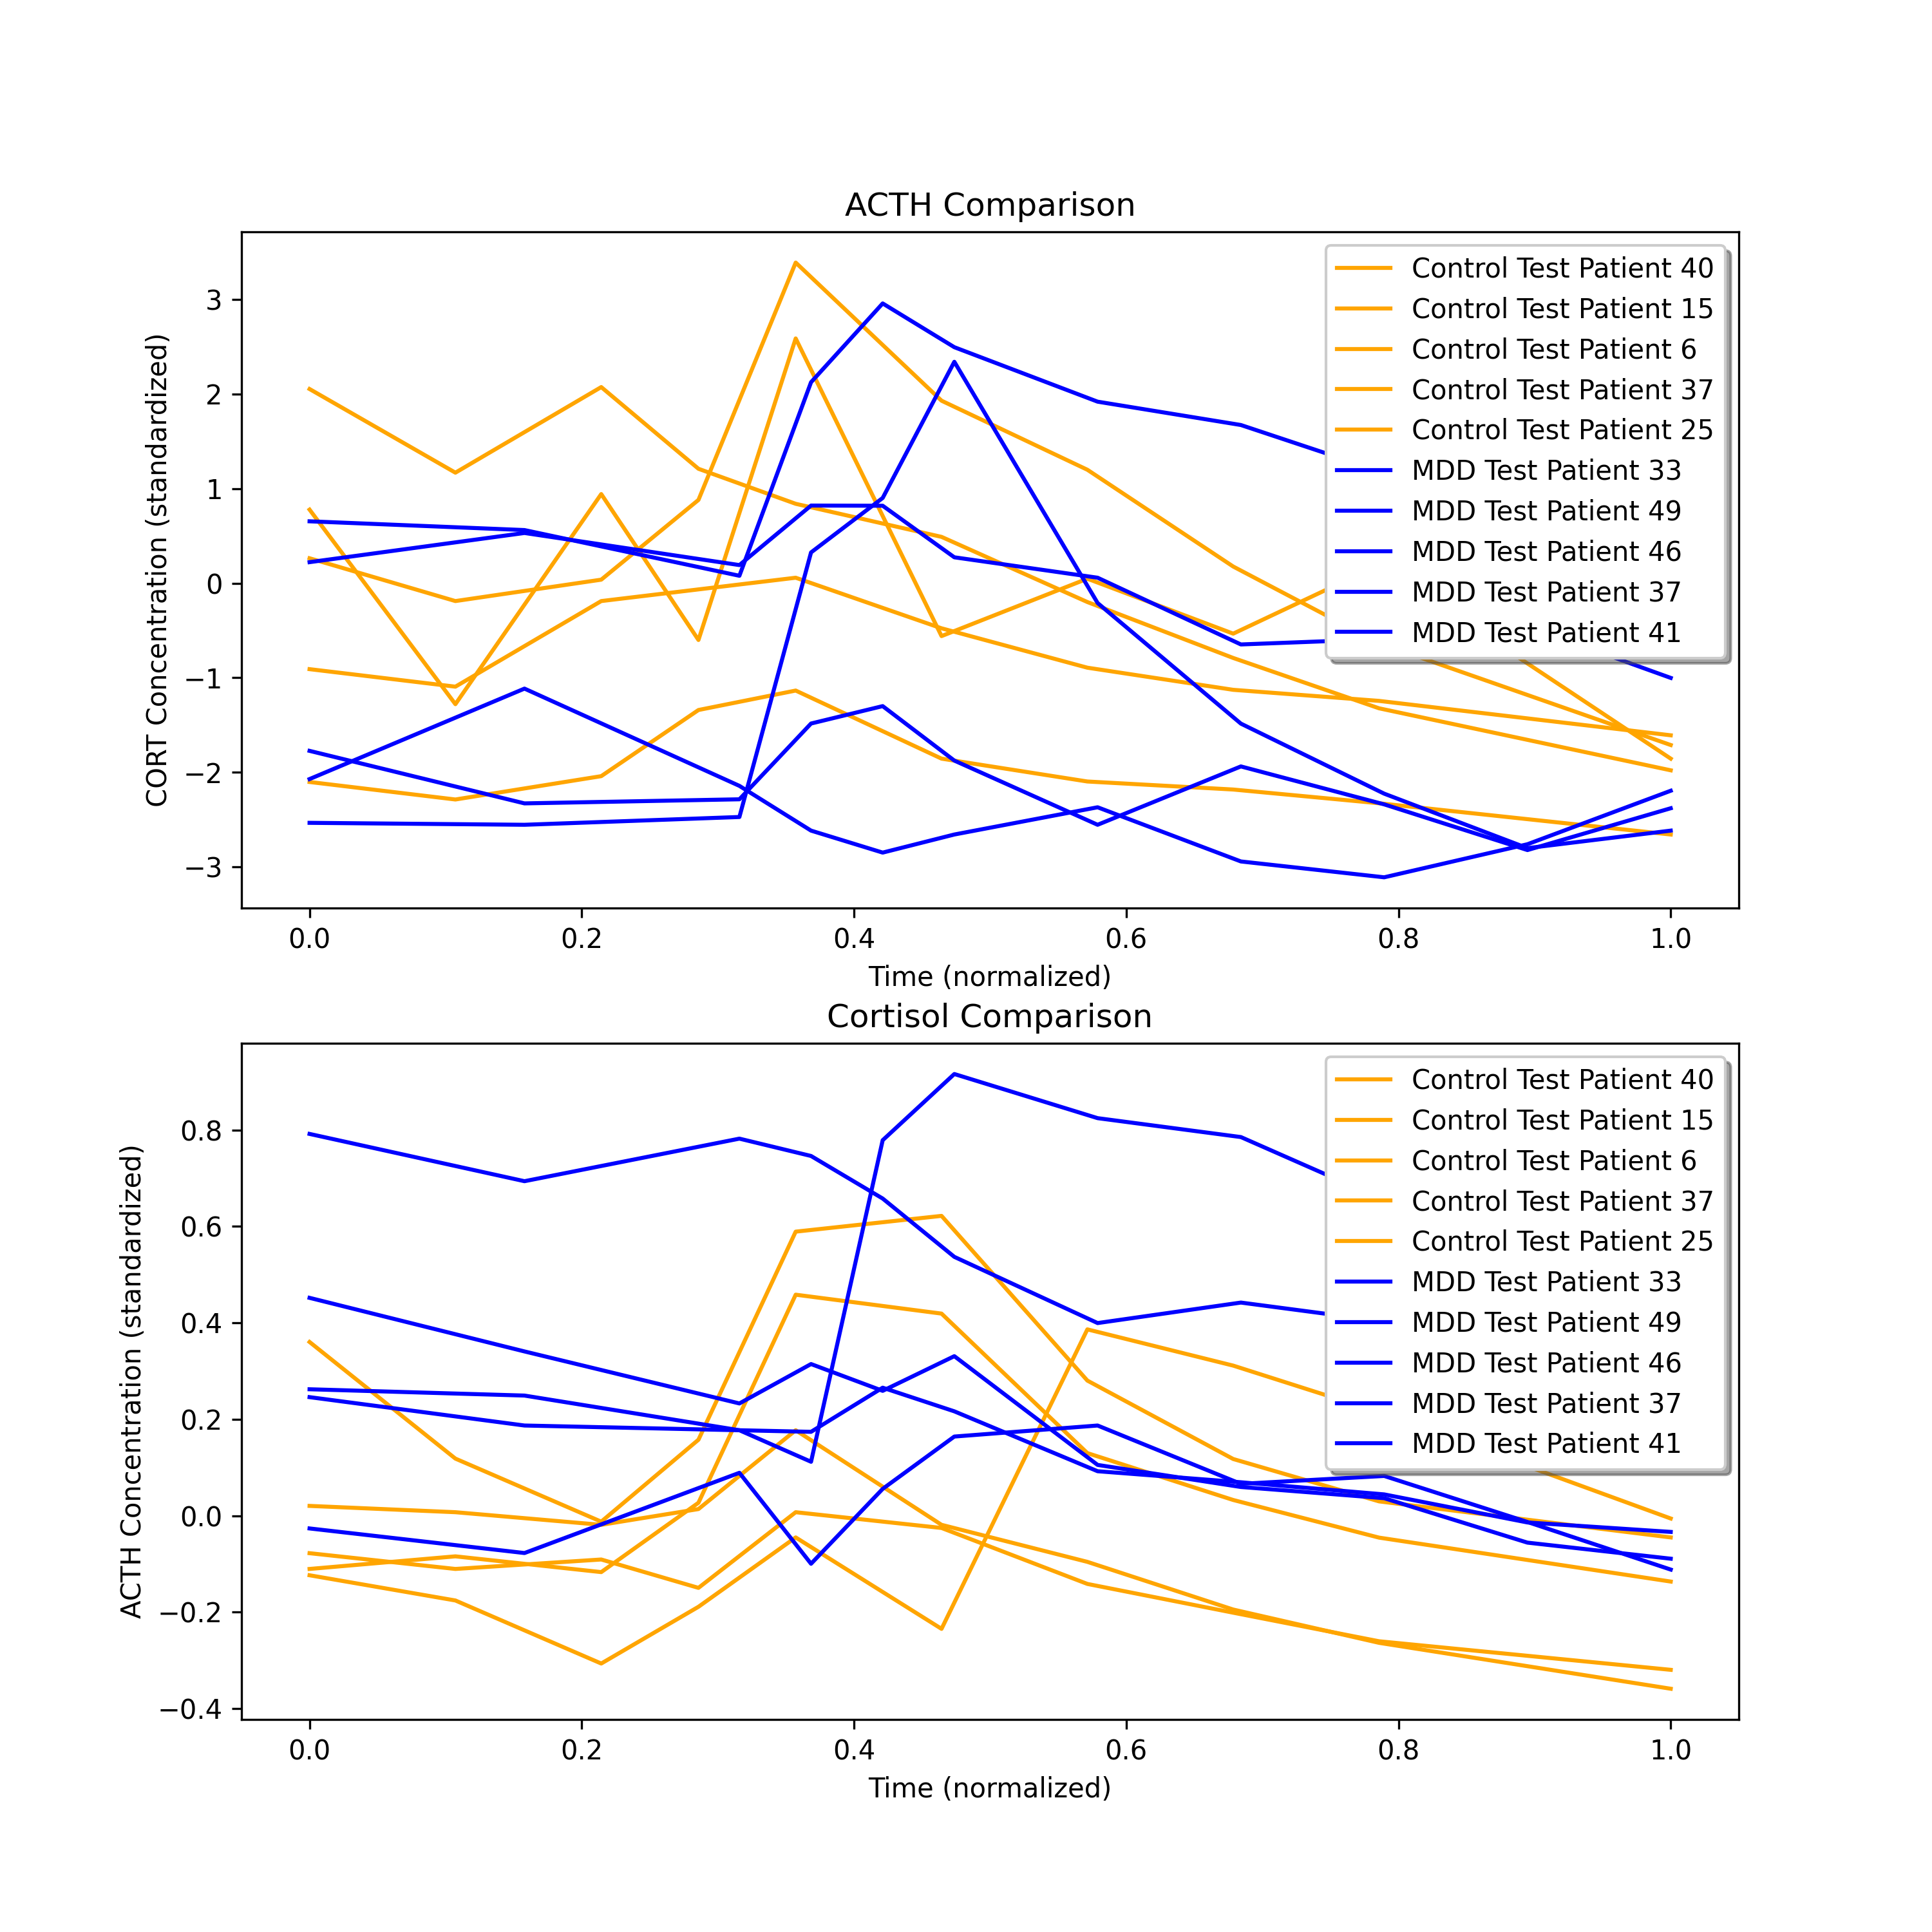 ACTH Comparison
CORT Concentration (standardized)
3
2
1
0
−1
−2
−3
Control Test Patient 40
Control Test Patient 15
Control Test Patient 6
Control Test Patient 37
Control Test Patient 25
MDD Test Patient 33
MDD Test Patient 49
MDD Test Patient 46
MDD Test Patient 37
MDD Test Patient 41
0.0 0.2 0.4 0.6 0.8 1.0
Time (normalized)
Cortisol Comparison
ACTH Concentration (standardized)
0.8
0.6
0.4
0.2
0.0
−0.2
−0.4
Control Test Patient 40
Control Test Patient 15
Control Test Patient 6
Control Test Patient 37
Control Test Patient 25
MDD Test Patient 33
MDD Test Patient 49
MDD Test Patient 46
MDD Test Patient 37
MDD Test Patient 41
0.0 0.2 0.4 0.6 0.8 1.0
Time (normalized)